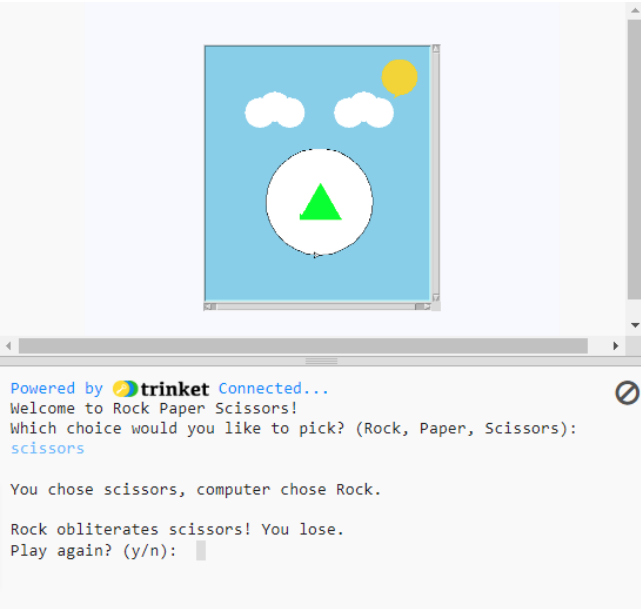 Powered by trinket Connected...
Welcome to Rock Paper Scissors!
Which choice would you like to pick? (Rock, Paper, Scissors):
scissors
You chose scissors, computer chose Rock.
Rock obliterates scissors! You lose.
Play again? (y/n):